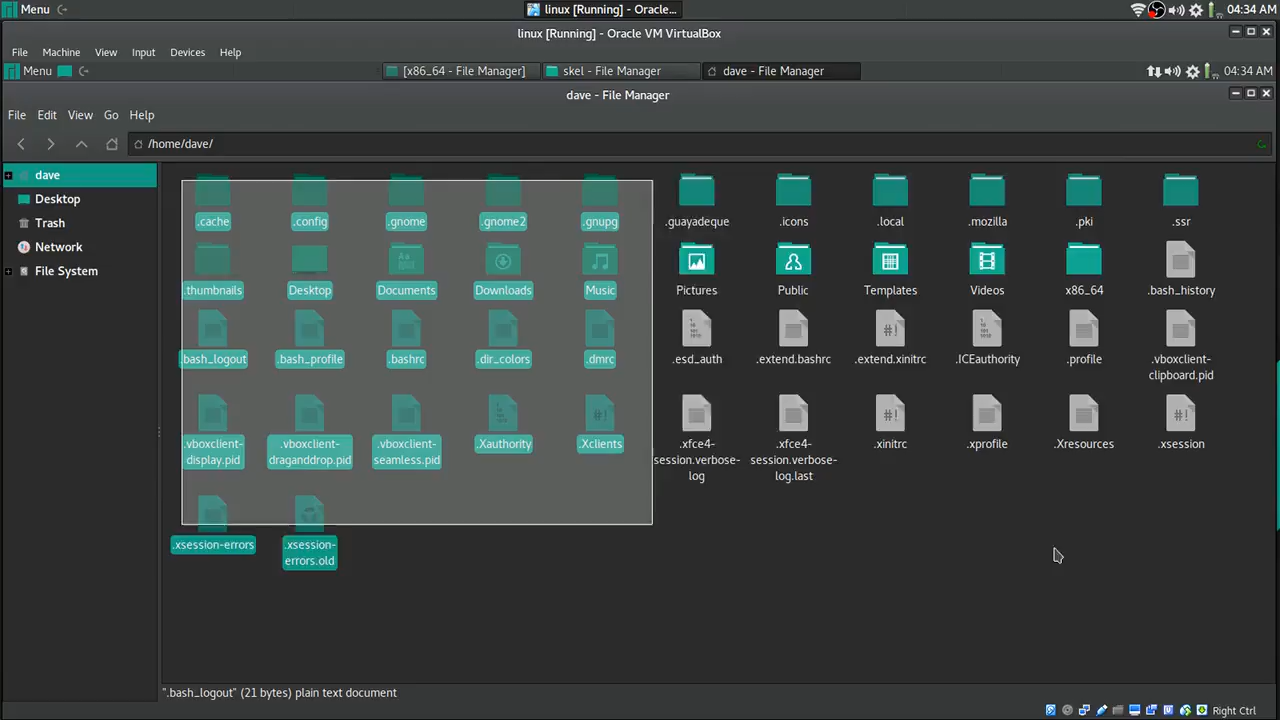 Menu
linux [Running] - Oracle...
04:34 AM
linux [Running] - Oracle VM VirtualBox
File Machine View Input Devices Help
Menu
[x86_64 - File Manager]
skel - File Manager
dave - File Manager
04:34 AM
dave - File Manager
File Edit View Go Help
/home/dave/
dave
Desktop
Trash
Network
File System
.cache .config .gnome .gnome2 .gnupg .guayadeque .icons .local .mozilla .pki .ssr
.thumbnails Desktop Documents Downloads Music Pictures Public Templates Videos x86_64 .bash_history
.bash_logout .bash_profile .bashrc .dir_colors .dmrc .esd_auth .extend.bashrc .extend.xinitrc .ICEauthority .profile .vboxclient-
clipboard.pid
.vboxclient- .vboxclient- .vboxclient- .Xauthority .Xclients .xfce4- .xfce4- .xinitrc .xprofile .Xresources .xsession
display.pid draganddrop.pid seamless.pid session.verbose- session.verbose-
log log.last
.xsession-errors .xsession-
errors.old
".bash_logout" (21 bytes) plain text document
Right Ctrl